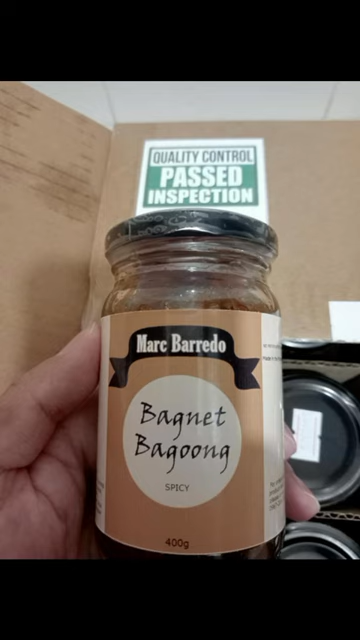 QUALITY CONTROL
PASSED
INSPECTION
Marc Barredo
Bagnet
Bagoong
SPICY
400g